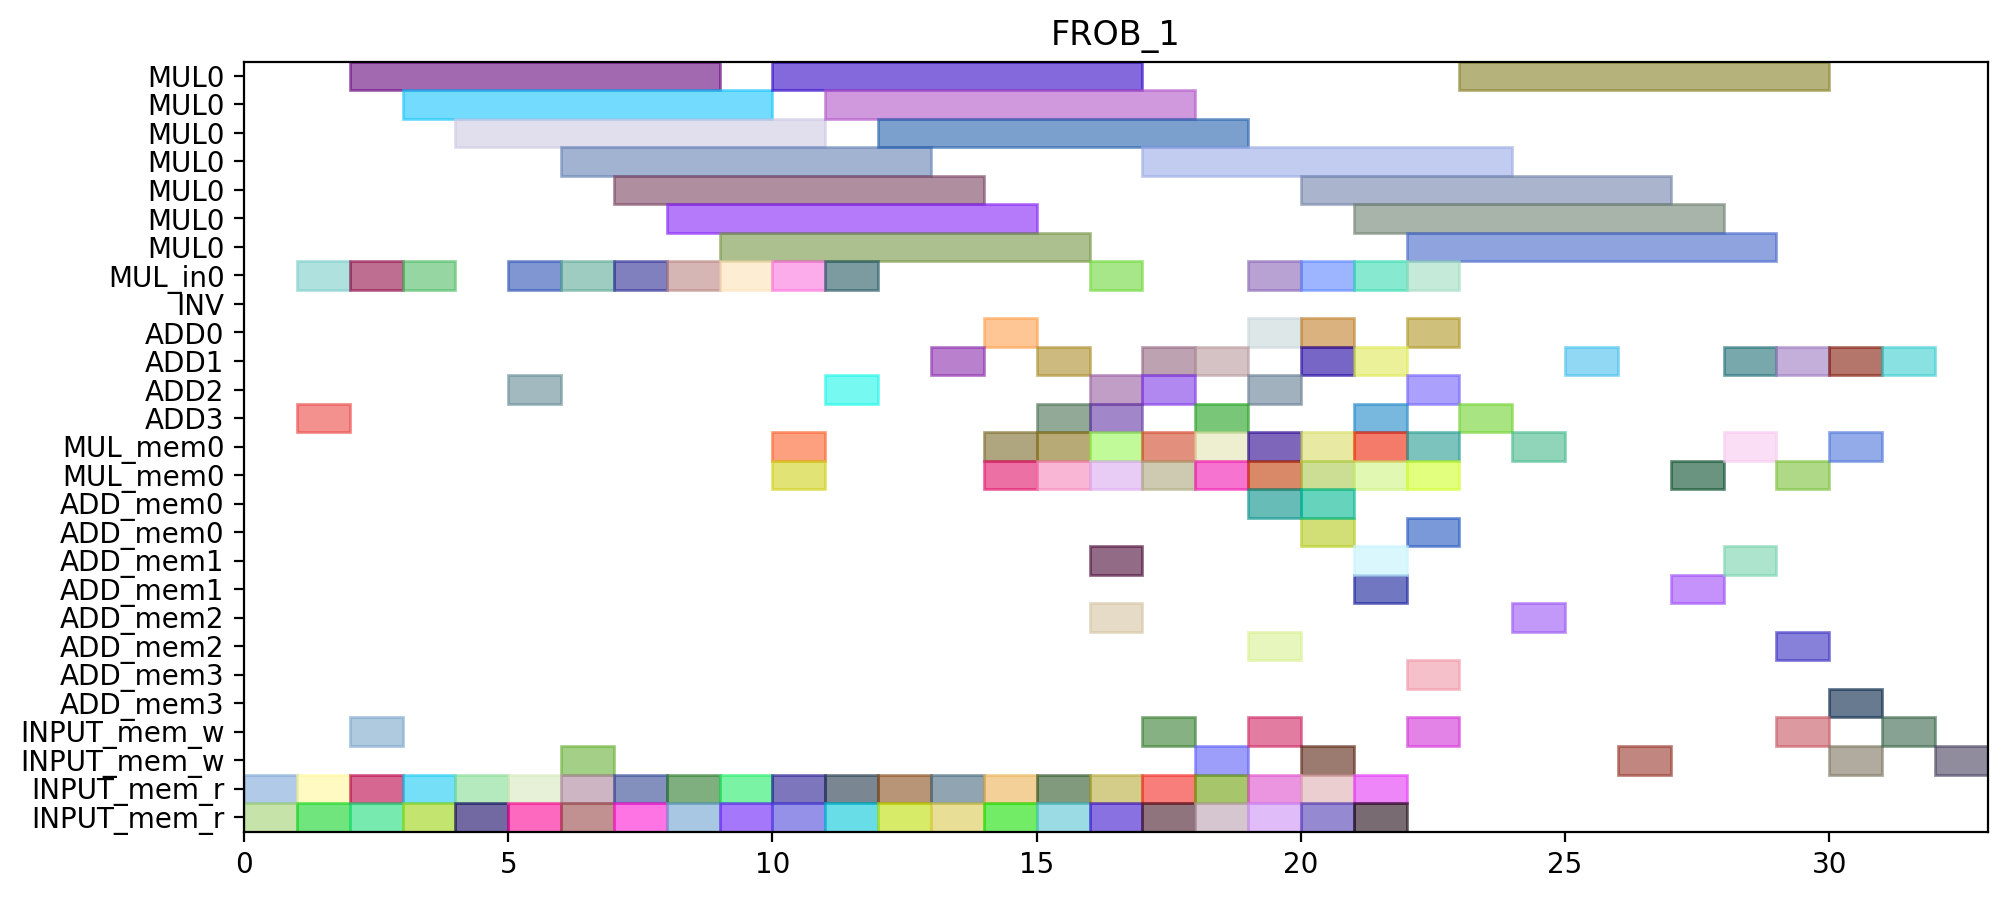 FROB_1
MUL0
MUL0
MUL0
MUL0
MUL0
MUL0
MUL0
MUL_in0
INV
ADD0
ADD1
ADD2
ADD3
MUL_mem0
MUL_mem0
ADD_mem0
ADD_mem0
ADD_mem1
ADD_mem1
ADD_mem2
ADD_mem2
ADD_mem3
ADD_mem3
INPUT_mem_w
INPUT_mem_w
INPUT_mem_r
INPUT_mem_r
0 5 10 15 20 25 30